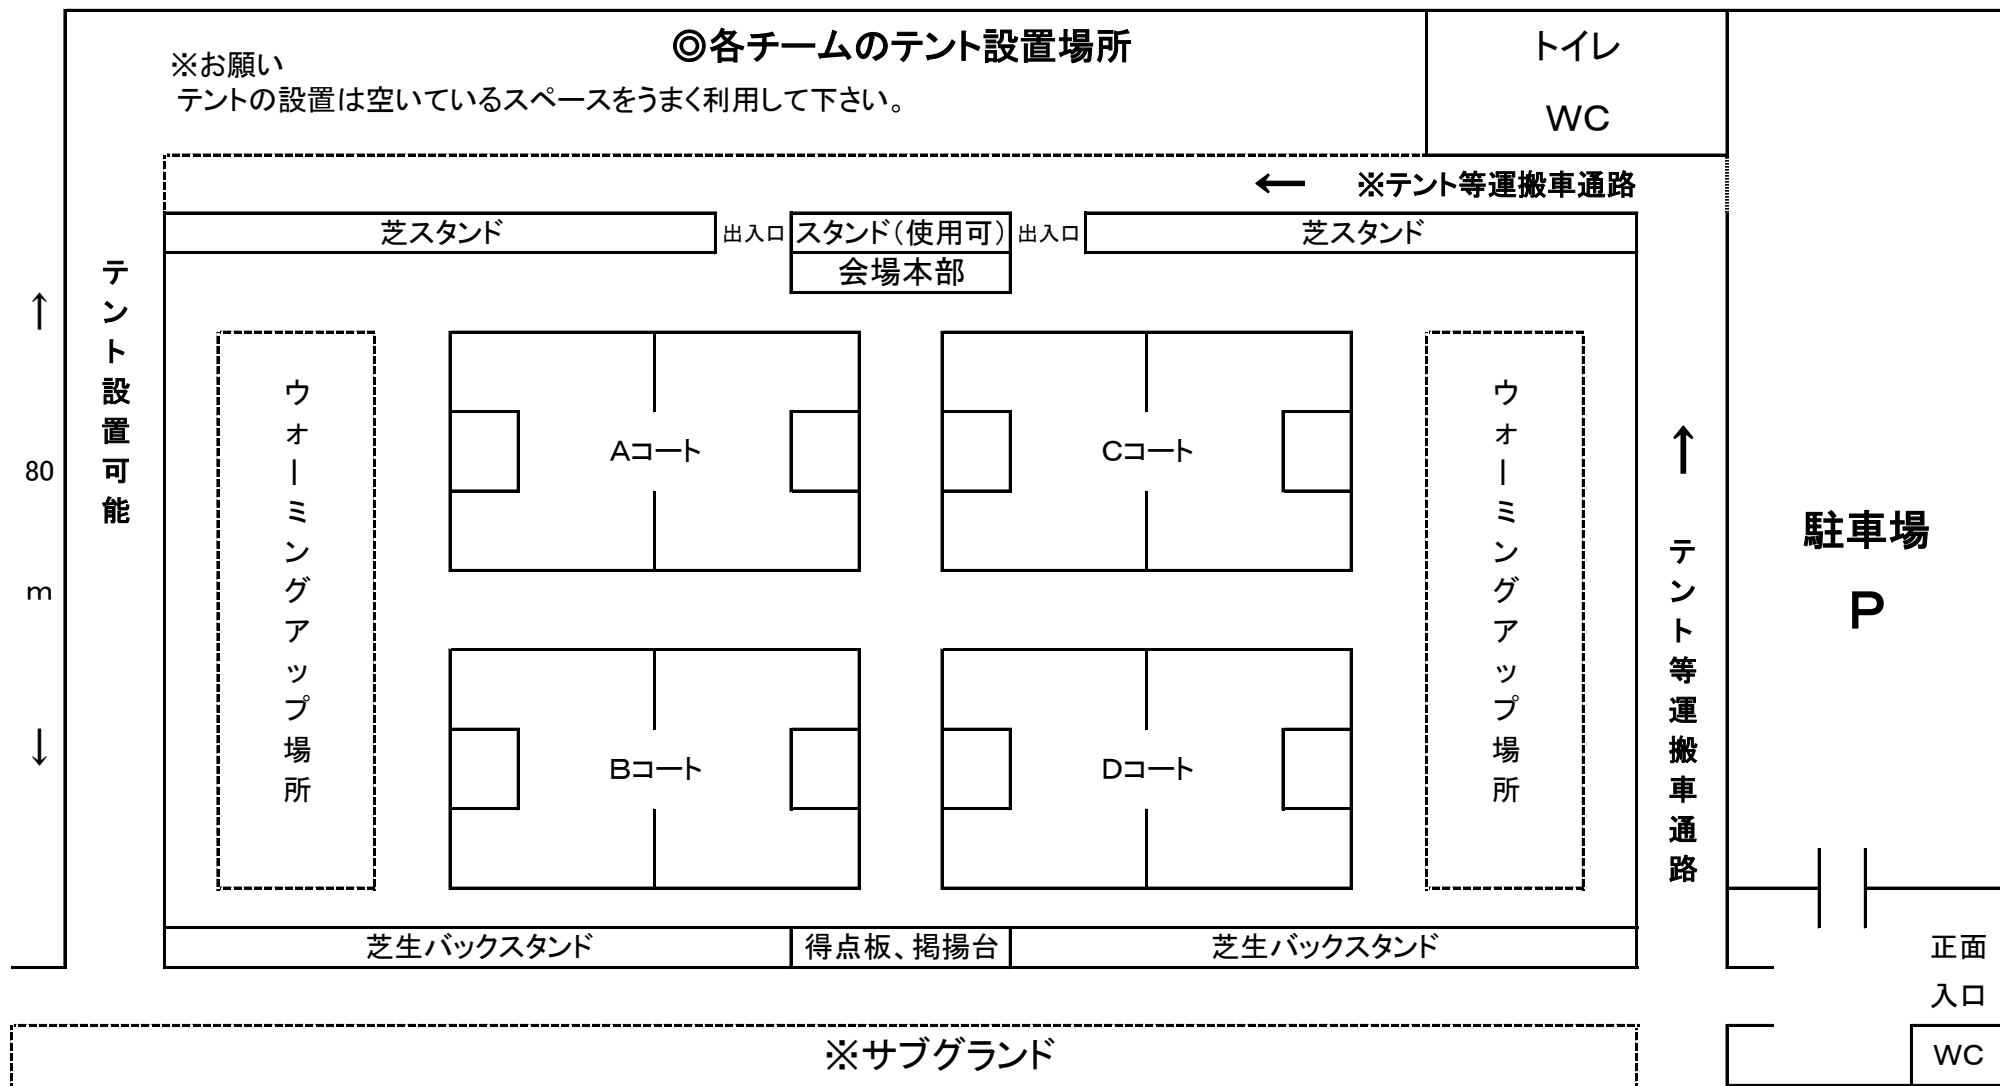 ◎各チームのテント設置場所
※お願い
テントの設置は空いているスペースをうまく利用して下さい。
トイレ
WC
← ※テント等運搬車通路
芝スタンド
出入口
スタンド（使用可）
出入口
芝スタンド
会場本部
テント設置可能
↑
80
m
↓
ウォーミングアップ場所
Aコート
Cコート
ウォーミングアップ場所
↑ テント等運搬車通路
駐車場
P
Bコート
Dコート
芝生バックスタンド
得点板、掲揚台
芝生バックスタンド
正面
入口
※サブグランド
WC